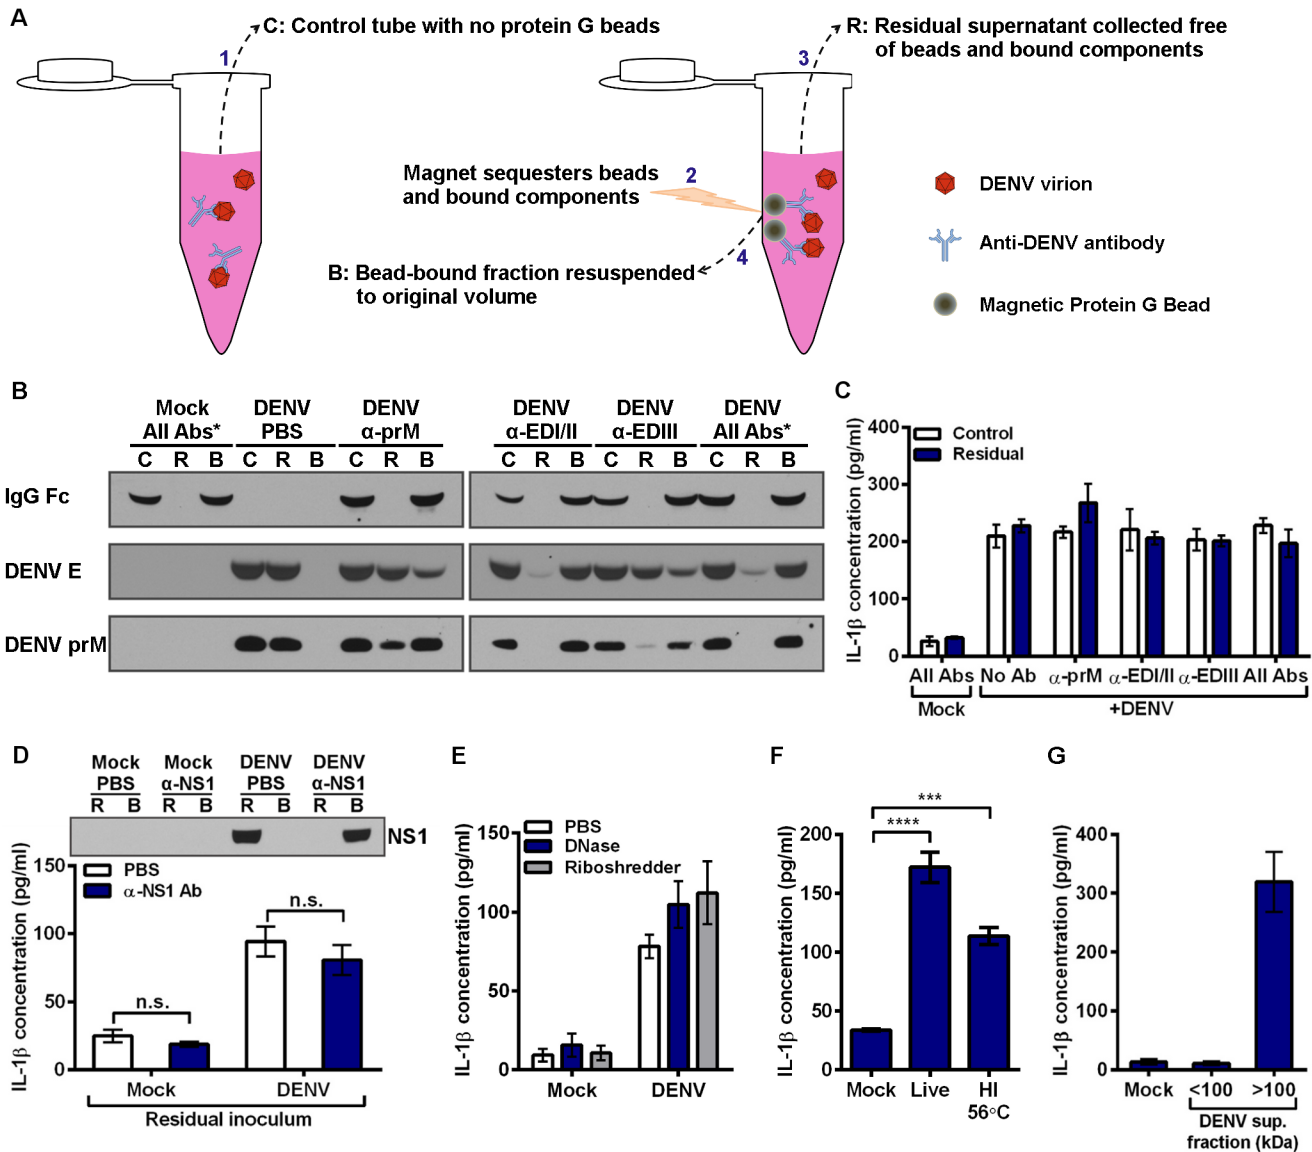 A
C: Control tube with no protein G beads
R: Residual supernatant collected free
of beads and bound components
1
3
Magnet sequesters beads
and bound components
2
B: Bead-bound fraction resuspended
to original volume
4
DENV virion
Anti-DENV antibody
Magnetic Protein G Bead
B
Mock
All Abs*
DENV
PBS
DENV
α-prM
DENV
α-EDI/II
DENV
α-EDIII
DENV
All Abs*
C R B C R B C R B C R B C R B C R B
IgG Fc
DENV E
DENV prM
C
IL-1β concentration (pg/ml)
400
300
200
100
0
Control
Residual
All Abs No Ab α-prM α-EDI/II α-EDIII All Abs
Mock +DENV
D
Mock
PBS
Mock
α-NS1
DENV
PBS
DENV
α-NS1
R B R B R B R B
NS1
IL-1β concentration (pg/ml)
150
100
50
0
PBS
α-NS1 Ab
n.s.
n.s.
Mock DENV
Residual inoculum
E
IL-1β concentration (pg/ml)
150
100
50
0
PBS
DNase
Riboshredder
Mock DENV
F
IL-1β concentration (pg/ml)
200
150
100
50
0
***
****
Mock Live HI
56°C
G
IL-1β concentration (pg/ml)
400
300
200
100
0
Mock <100 >100
DENV sup.
fraction (kDa)